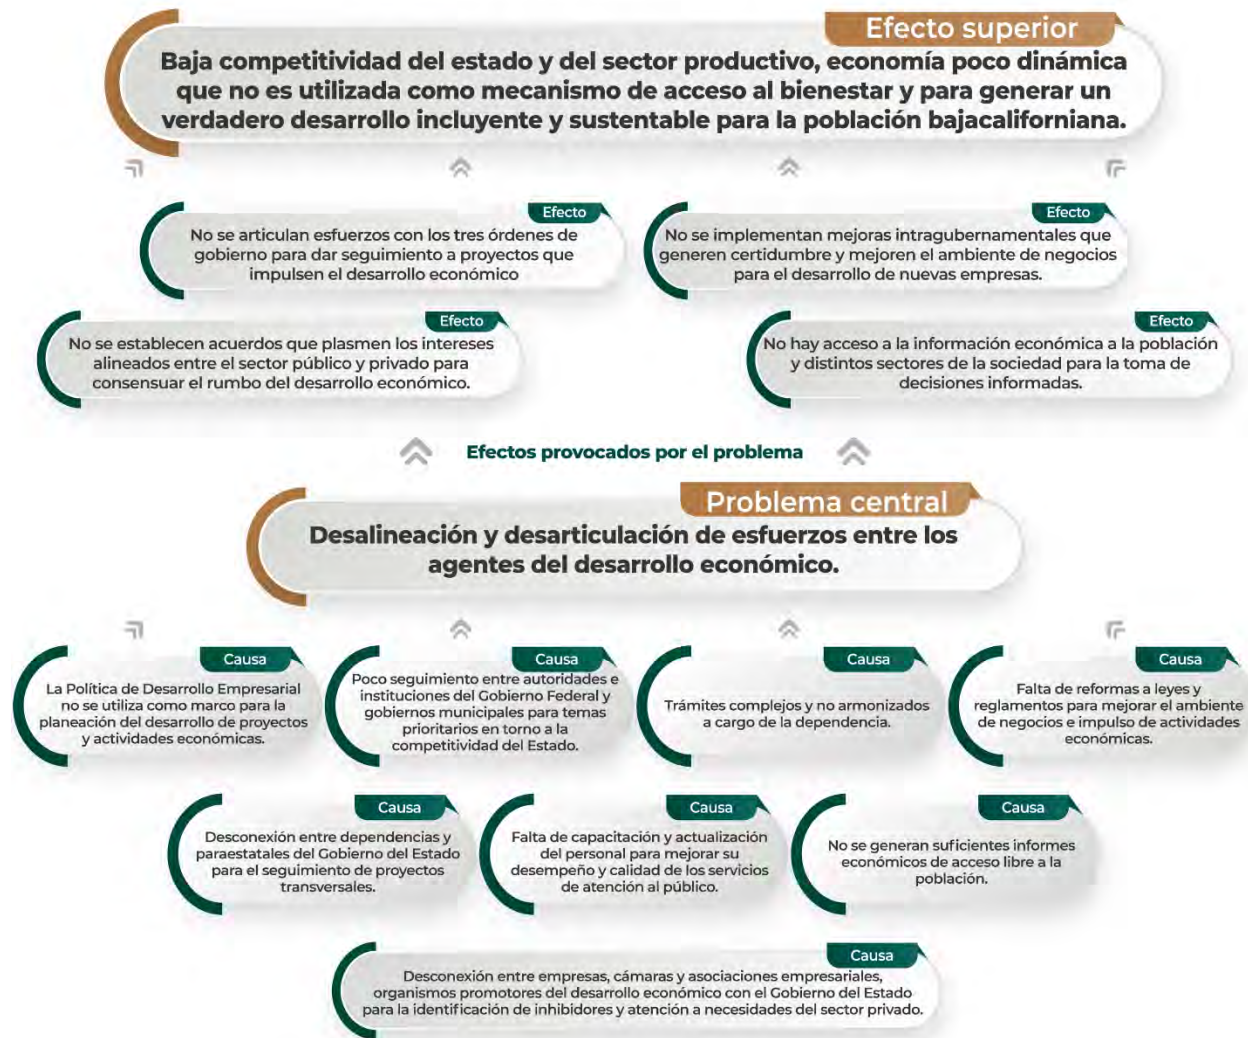 Efecto superior
Baja competitividad del estado y del sector productivo, economía poco dinámica
que no es utilizada como mecanismo de acceso al bienestar y para generar un
verdadero desarrollo incluyente y sustentable para la población bajacaliforniana.
Efecto
No se articulan esfuerzos con los tres órdenes de
gobierno para dar seguimiento a proyectos que
impulsen el desarrollo económico
Efecto
No se implementan mejoras intragubernamentales que
generen certidumbre y mejoren el ambiente de negocios
para el desarrollo de nuevas empresas.
Efecto
No se establecen acuerdos que plasmen los intereses
alineados entre el sector público y privado para
consensuar el rumbo del desarrollo económico.
Efecto
No hay acceso a la información económica a la población
y distintos sectores de la sociedad para la toma de
decisiones informadas.
Efectos provocados por el problema
Problema central
Desalineación y desarticulación de esfuerzos entre los
agentes del desarrollo económico.
Causa
La Política de Desarrollo Empresarial
no se utiliza como marco para la
planeación del desarrollo de proyectos
y actividades económicas.
Causa
Poco seguimiento entre autoridades e
instituciones del Gobierno Federal y
gobiernos municipales para temas
prioritarios en torno a la
competitividad del Estado.
Causa
Trámites complejos y no armonizados
a cargo de la dependencia.
Causa
Falta de reformas a leyes y
reglamentos para mejorar el ambiente
de negocios e impulso de actividades
económicas.
Causa
Desconexión entre dependencias y
paraestatales del Gobierno del Estado
para el seguimiento de proyectos
transversales.
Causa
Falta de capacitación y actualización
del personal para mejorar su
desempeño y calidad de los servicios
de atención al público.
Causa
No se generan suficientes informes
económicos de acceso libre a la
población.
Causa
Desconexión entre empresas, cámaras y asociaciones empresariales,
organismos promotores del desarrollo económico con el Gobierno del Estado
para la identificación de inhibidores y atención a necesidades del sector privado.